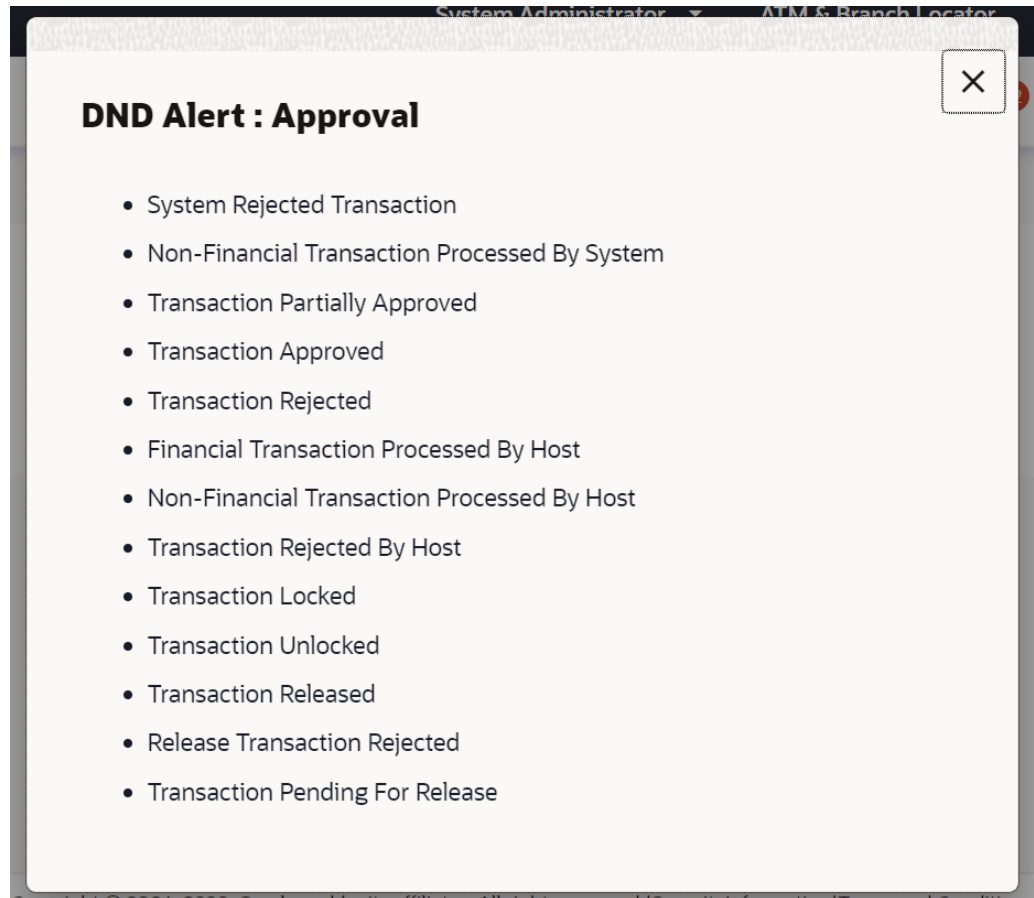 System Administrator ATM & Branch Locator
DND Alert : Approval
System Rejected Transaction
Non-Financial Transaction Processed By System
Transaction Partially Approved
Transaction Approved
Transaction Rejected
Financial Transaction Processed By Host
Non-Financial Transaction Processed By Host
Transaction Rejected By Host
Transaction Locked
Transaction Unlocked
Transaction Released
Release Transaction Rejected
Transaction Pending For Release